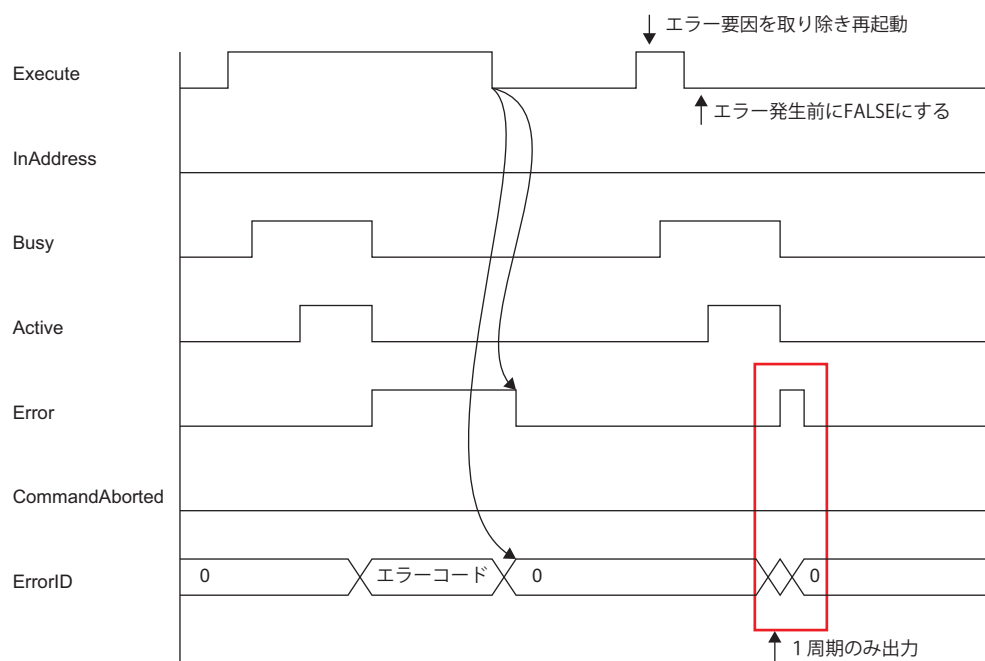 エラー要因を取り除き再起動
Execute
エラー発生前にFALSEにする
InAddress
Busy
Active
Error
CommandAborted
ErrorID
0
エラーコード
0
0
1 周期のみ出力